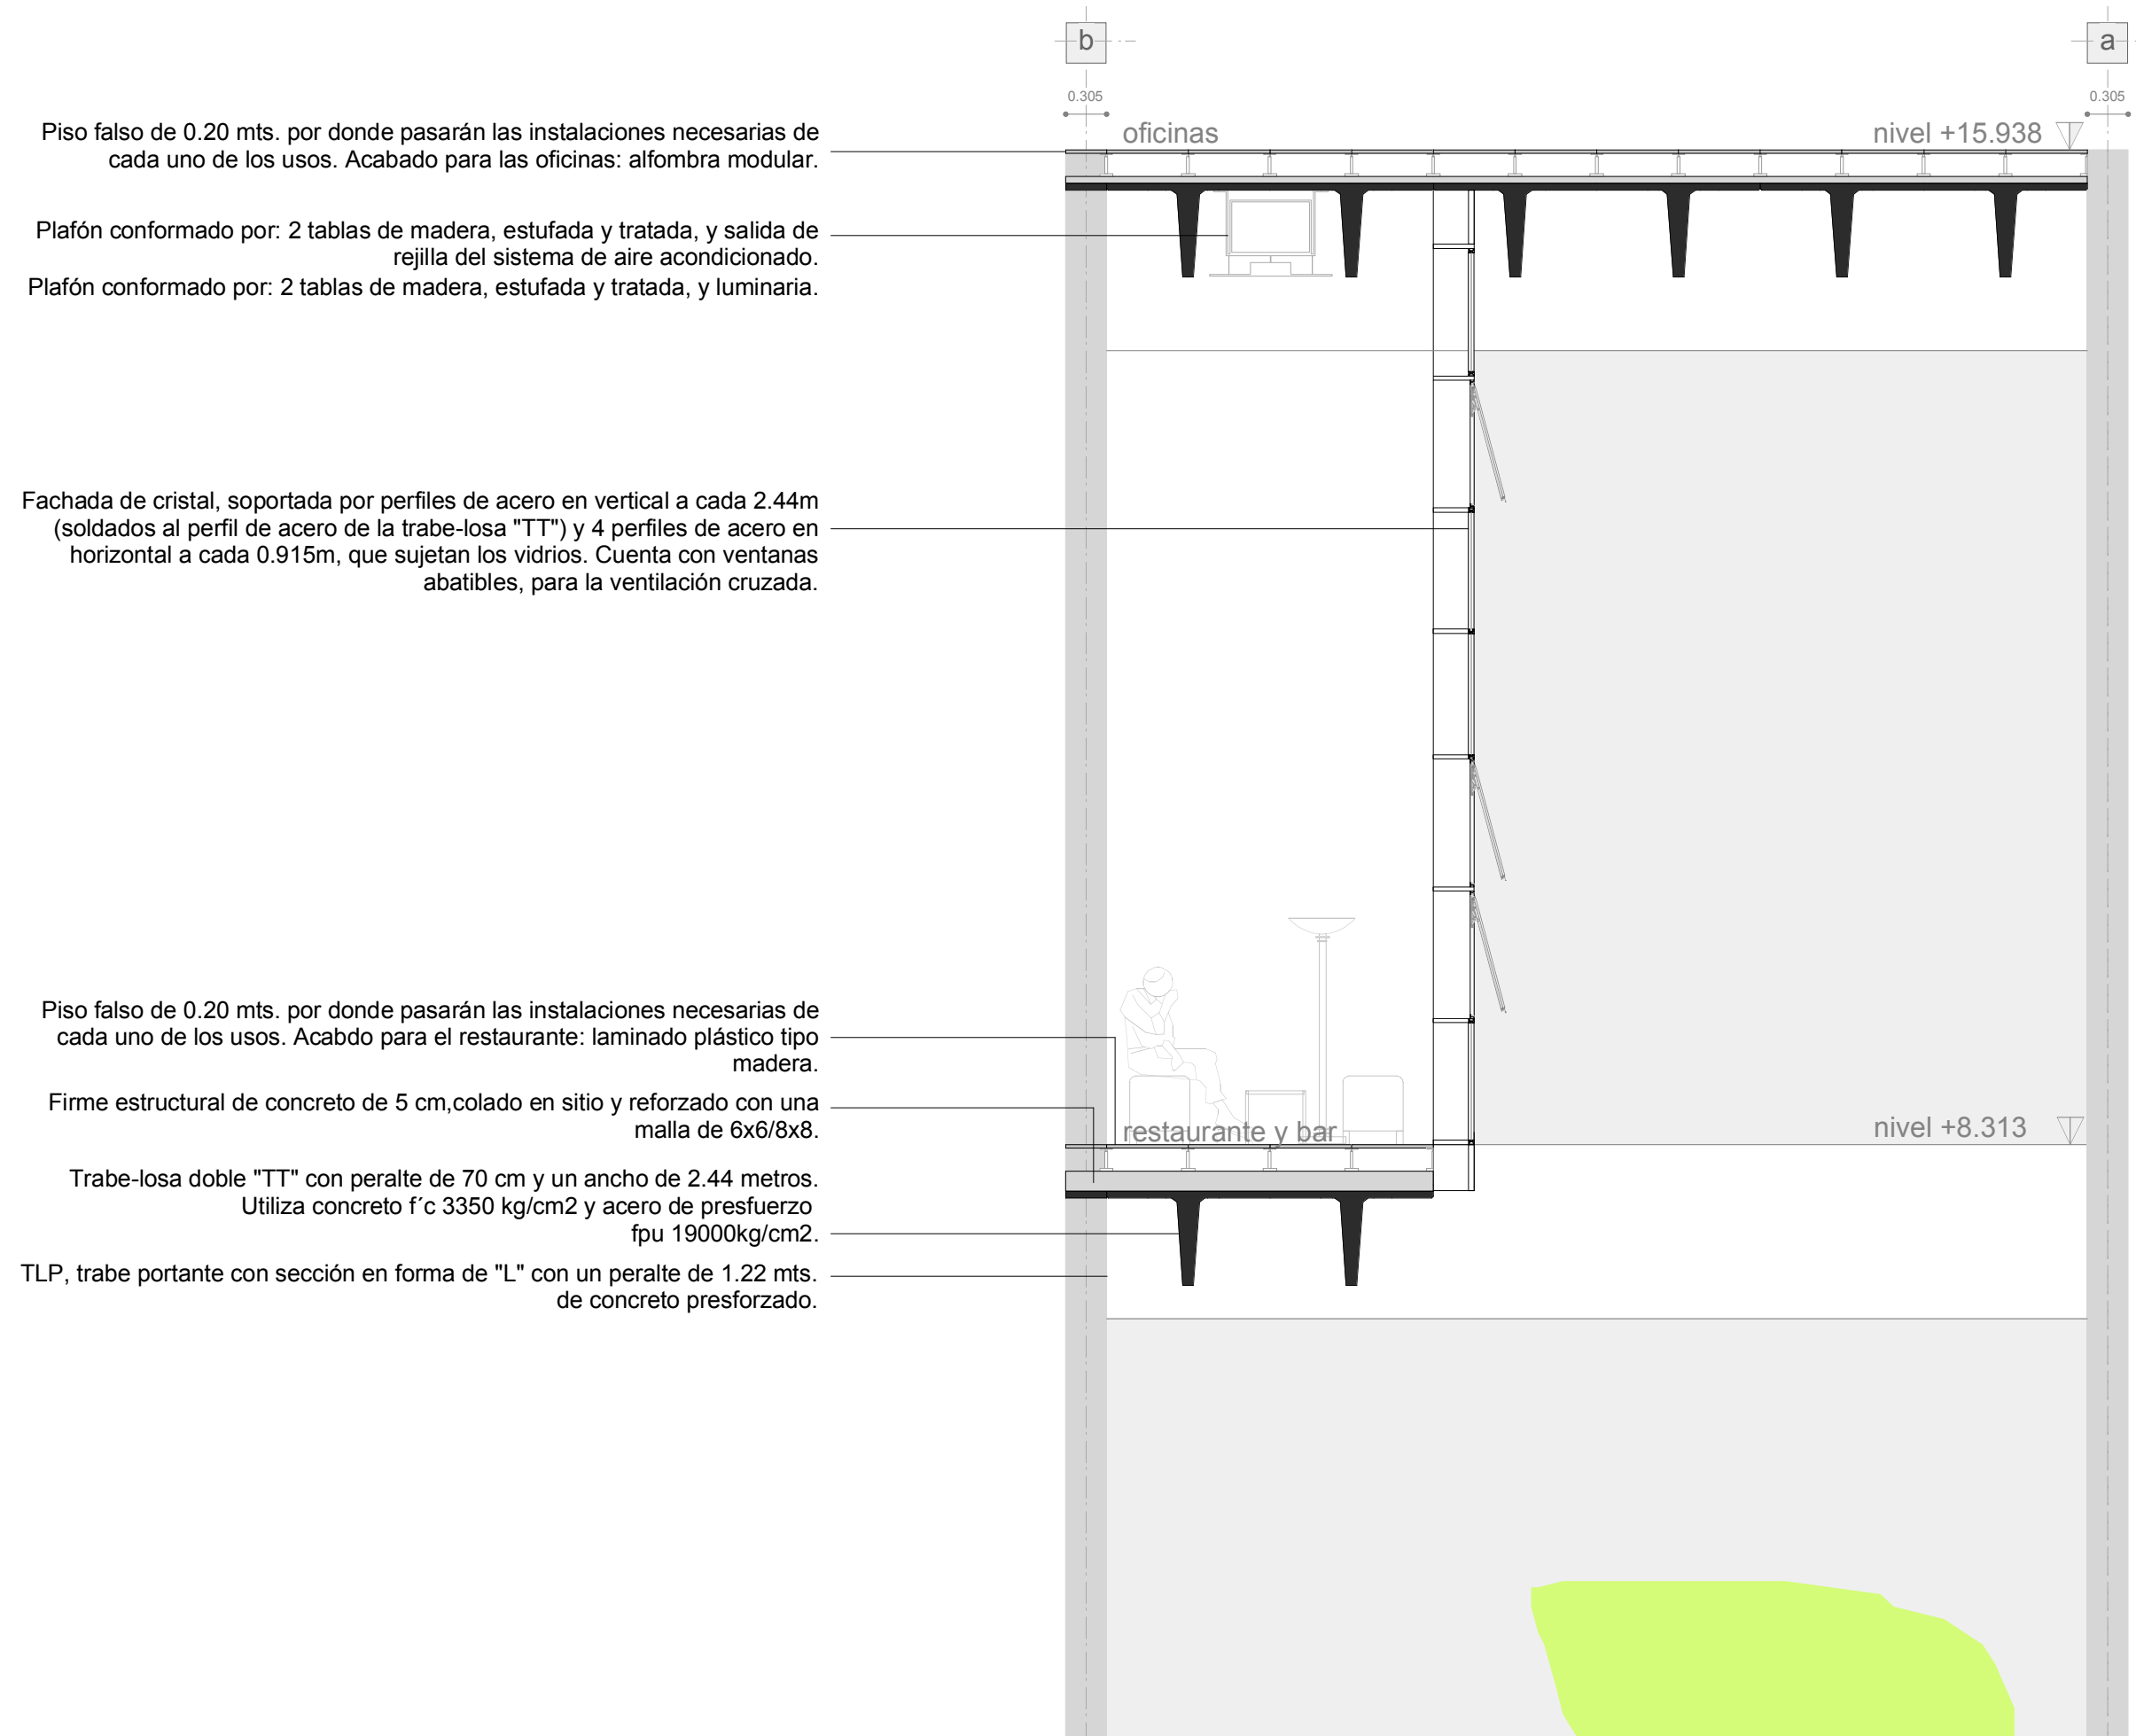 b
a
0.305
0.305
Piso falso de 0.20 mts. por donde pasarán las instalaciones necesarias de
cada uno de los usos. Acabado para las oficinas: alfombra modular.
oficinas
nivel +15.938
Plafón conformado por: 2 tablas de madera, estufada y tratada, y salida de
rejilla del sistema de aire acondicionado.
Plafón conformado por: 2 tablas de madera, estufada y tratada, y luminaria.
Fachada de cristal, soportada por perfiles de acero en vertical a cada 2.44m
(soldados al perfil de acero de la trabe-losa "TT") y 4 perfiles de acero en
horizontal a cada 0.915m, que sujetan los vidrios. Cuenta con ventanas
abatibles, para la ventilación cruzada.
Piso falso de 0.20 mts. por donde pasarán las instalaciones necesarias de
cada uno de los usos. Acabdo para el restaurante: laminado plástico tipo
madera.
Firme estructural de concreto de 5 cm,colado en sitio y reforzado con una
malla de 6x6/8x8.
restaurante y bar
nivel +8.313
Trabe-losa doble "TT" con peralte de 70 cm y un ancho de 2.44 metros.
Utiliza concreto f´c 3350 kg/cm2 y acero de presfuerzo
fpu 19000kg/cm2.
TLP, trabe portante con sección en forma de "L" con un peralte de 1.22 mts.
de concreto presforzado.